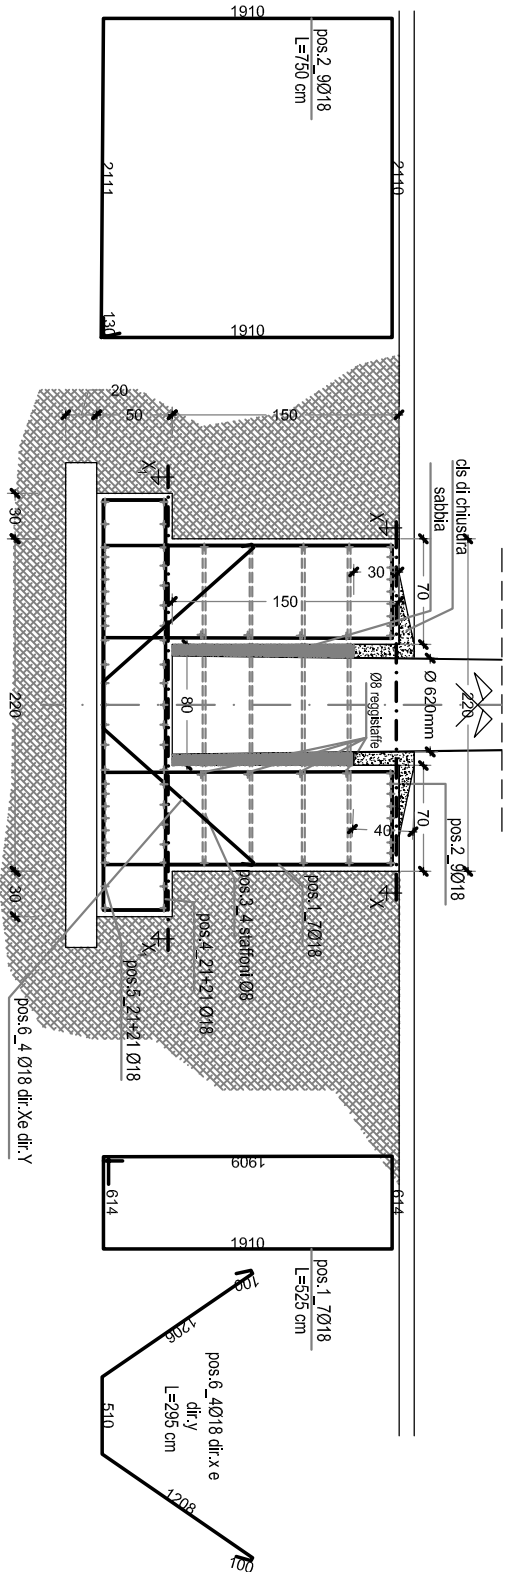 1910
pos.2_9Ø18
L=750 cm
2111
2110
130
1910
20
50
150
X
X
30
220
30
cls di chiusura
sabbia
30
150
70
Ø 620mm
220
80
Ø8 reggistaffe
40
70
pos.2_9Ø18
X
X
pos.1_7Ø18
pos.3_4 staffoni Ø8
pos.4_21+21 Ø18
pos.5_21+21 Ø18
pos.6_4 Ø18 dir.Xe dir.Y
1909
614
614
1910
pos.1_7Ø18
L=525 cm
1206
510
1208
100
pos.6_4Ø18 dir.x e
dir.y
L=295 cm